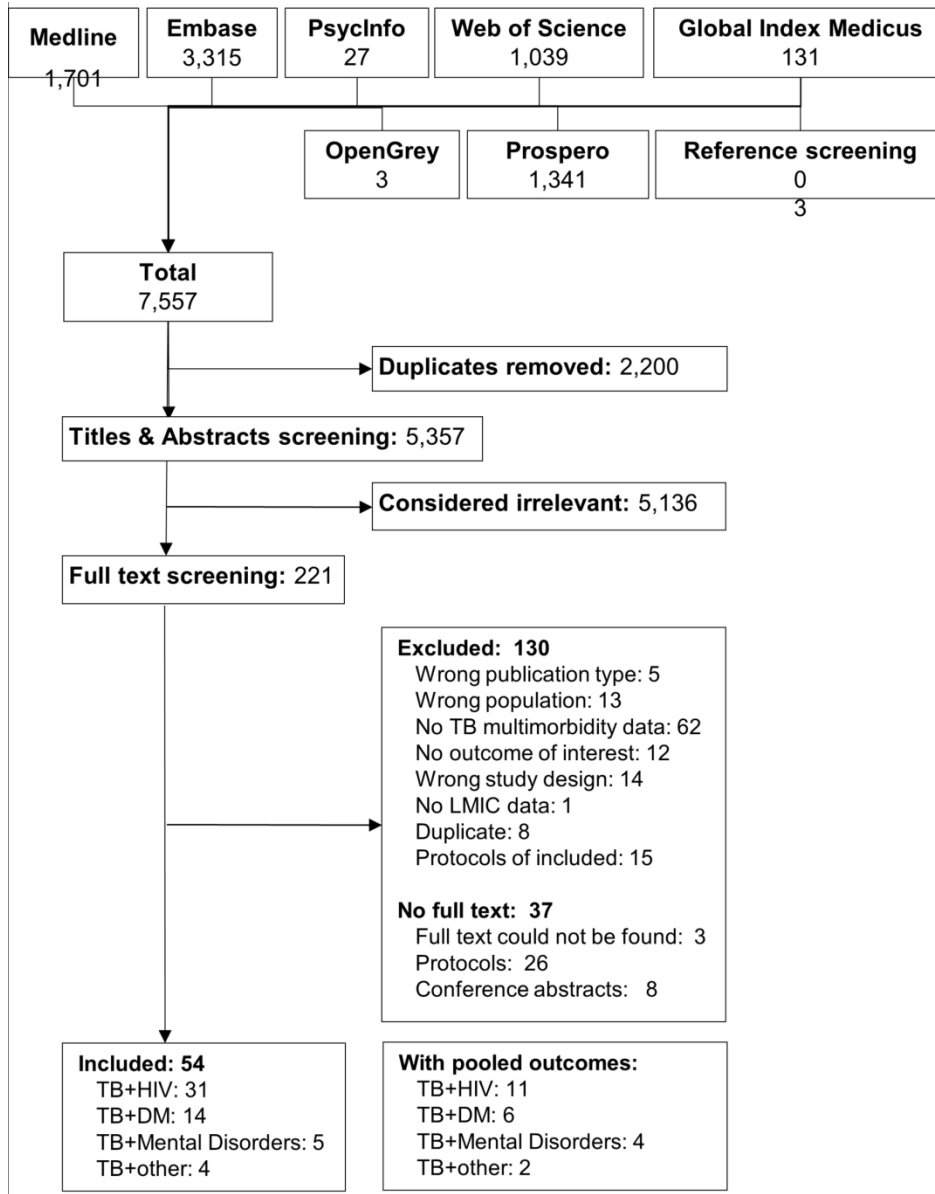 Medline
1,701
Embase
3,315
PsycInfo
27
Web of Science
1,039
Global Index Medicus
131
OpenGrey
3
Prospero
1,341
Reference screening
0
3
Total
7,557
Duplicates removed: 2,200
Titles & Abstracts screening: 5,357
Considered irrelevant: 5,136
Full text screening: 221
Excluded: 130
Wrong publication type: 5
Wrong population: 13
No TB multimorbidity data: 62
No outcome of interest: 12
Wrong study design: 14
No LMIC data: 1
Duplicate: 8
Protocols of included: 15
No full text: 37
Full text could not be found: 3
Protocols: 26
Conference abstracts: 8
Included: 54
TB+HIV: 31
TB+DM: 14
TB+Mental Disorders: 5
TB+other: 4
With pooled outcomes:
TB+HIV: 11
TB+DM: 6
TB+Mental Disorders: 4
TB+other: 2